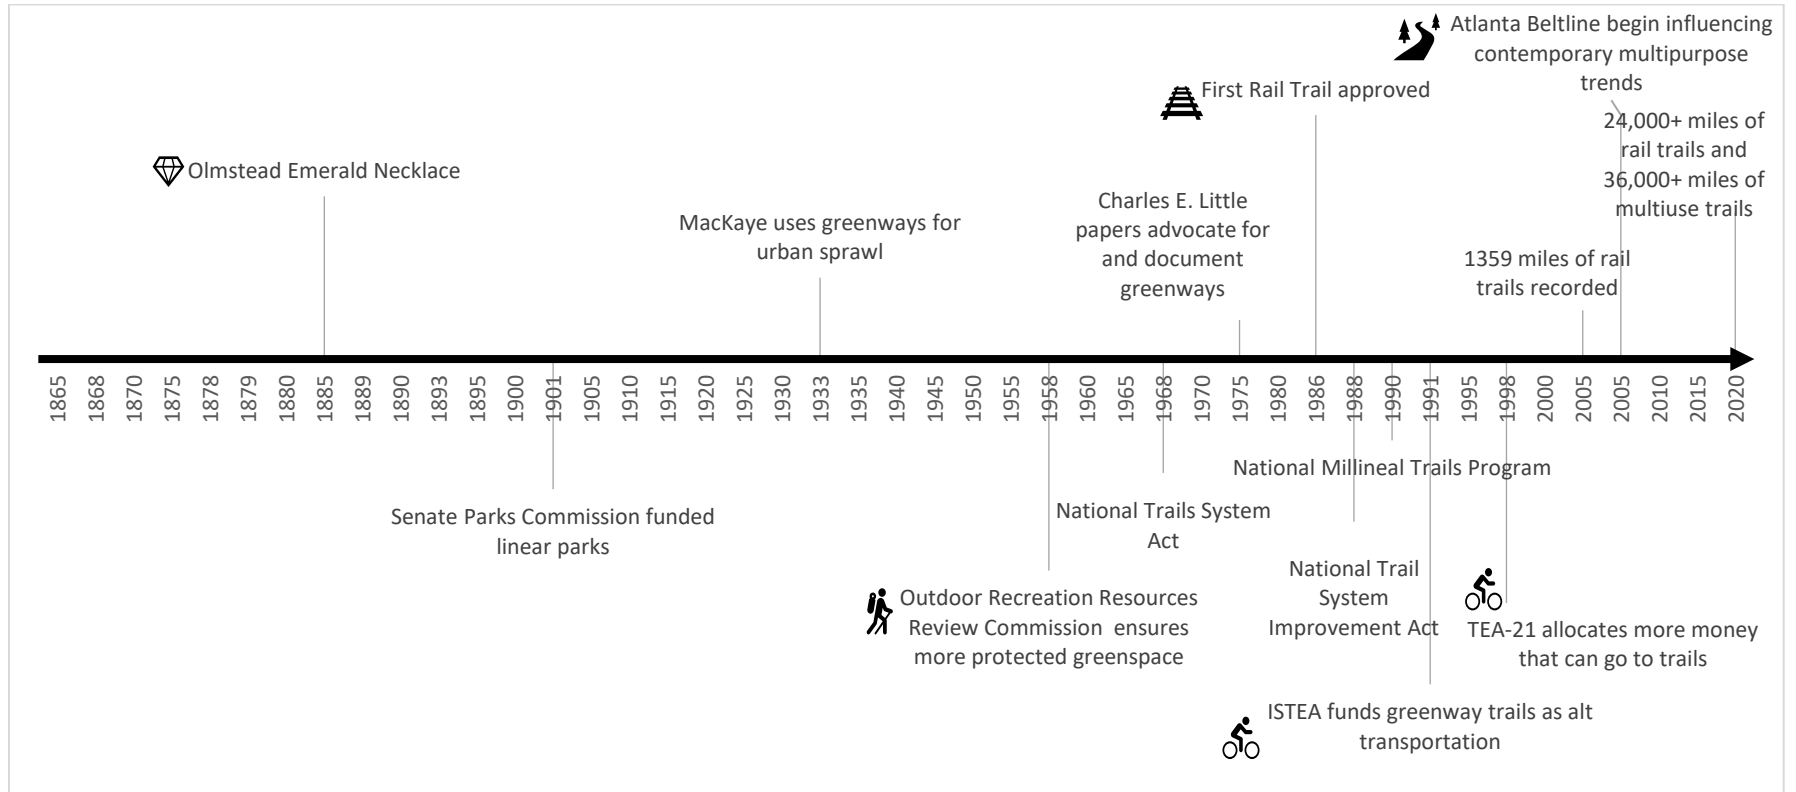 Atlanta Beltline begin influencing
contemporary multipurpose
trends
First Rail Trail approved
24,000+ miles of
rail trails and
36,000+ miles of
multiuse trails
Olmstead Emerald Necklace
Charles E. Little
papers advocate for
and document
greenways
MacKaye uses greenways for
urban sprawl
1359 miles of rail
trails recorded
1865
1868
1870
1875
1878
1879
1880
1885
1889
1890
1893
1895
1900
1901
1905
1910
1915
1920
1925
1930
1933
1935
1940
1945
1950
1955
1958
1960
1965
1968
1970
1975
1980
1986
1988
1990
1991
1995
1998
2000
2005
2005
2010
2015
2020
National Millineal Trails Program
Senate Parks Commission funded
linear parks
National Trails System
Act
National Trail
System
Improvement Act
Outdoor Recreation Resources
Review Commission ensures
more protected greenspace
TEA-21 allocates more money
that can go to trails
ISTEA funds greenway trails as alt
transportation